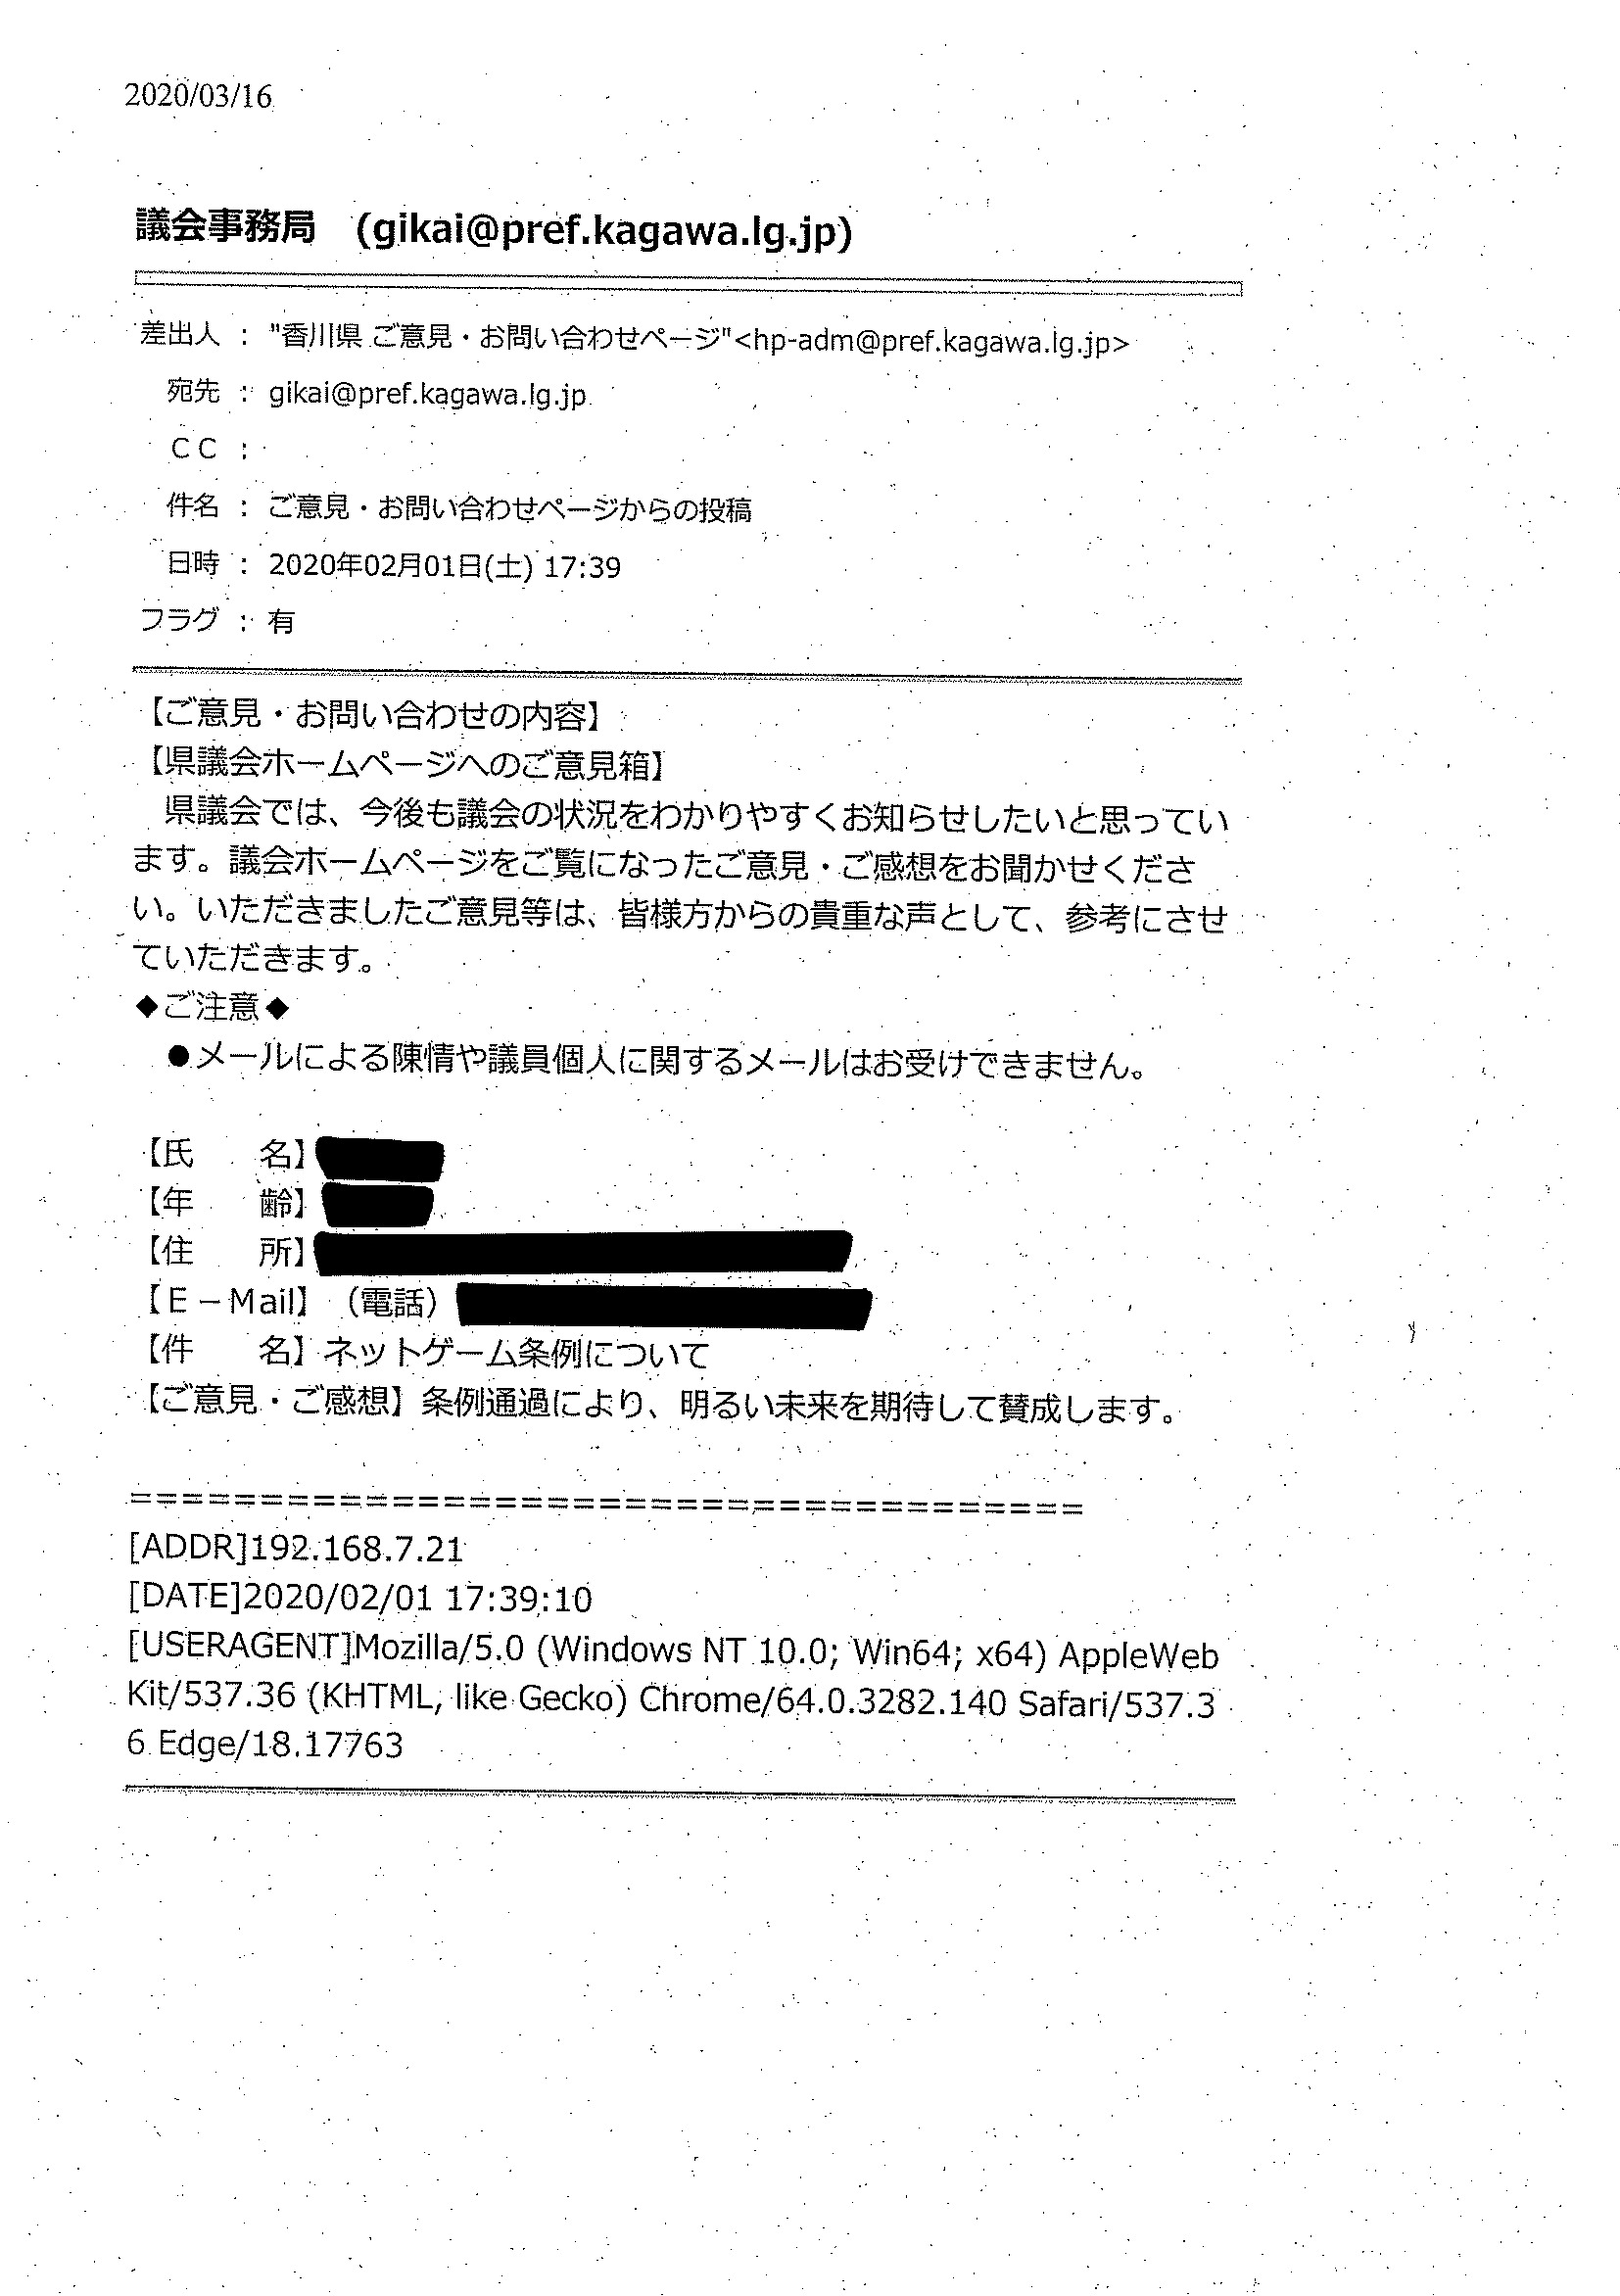 2020/03/16
議会事務局　(gikai@pref.kagawa.lg.jp)
差出人 ： "香川県 ご意見・お問い合わせページ"<hp-adm@pref.kagawa.lg.jp>
宛先 ： gikai@pref.kagawa.lg.jp
ＣＣ ：
件名 ： ご意見・お問い合わせページからの投稿
日時 ： 2020年02月01日(土) 17:39
フラグ ： 有
【ご意見・お問い合わせの内容】
【県議会ホームページへのご意見箱】
　県議会では、今後も議会の状況をわかりやすくお知らせしたいと思ってい
ます。議会ホームページをご覧になったご意見・ご感想をお聞かせくださ
い。いただきましたご意見等は、皆様方からの貴重な声として、参考にさせ
ていただきます。
◆ご注意◆
　●メールによる陳情や議員個人に関するメールはお受けできません。
【氏　　名】
【年　　齢】
【住　　所】
【Ｅ－Mail】（電話）
【件　　名】ネットゲーム条例について
【ご意見・ご感想】条例通過により、明るい未来を期待して賛成します。
=====================================
[ADDR]192.168.7.21
[DATE]2020/02/01 17:39:10
[USERAGENT]Mozilla/5.0 (Windows NT 10.0; Win64; x64) AppleWeb
Kit/537.36 (KHTML, like Gecko) Chrome/64.0.3282.140 Safari/537.3
6 Edge/18.17763